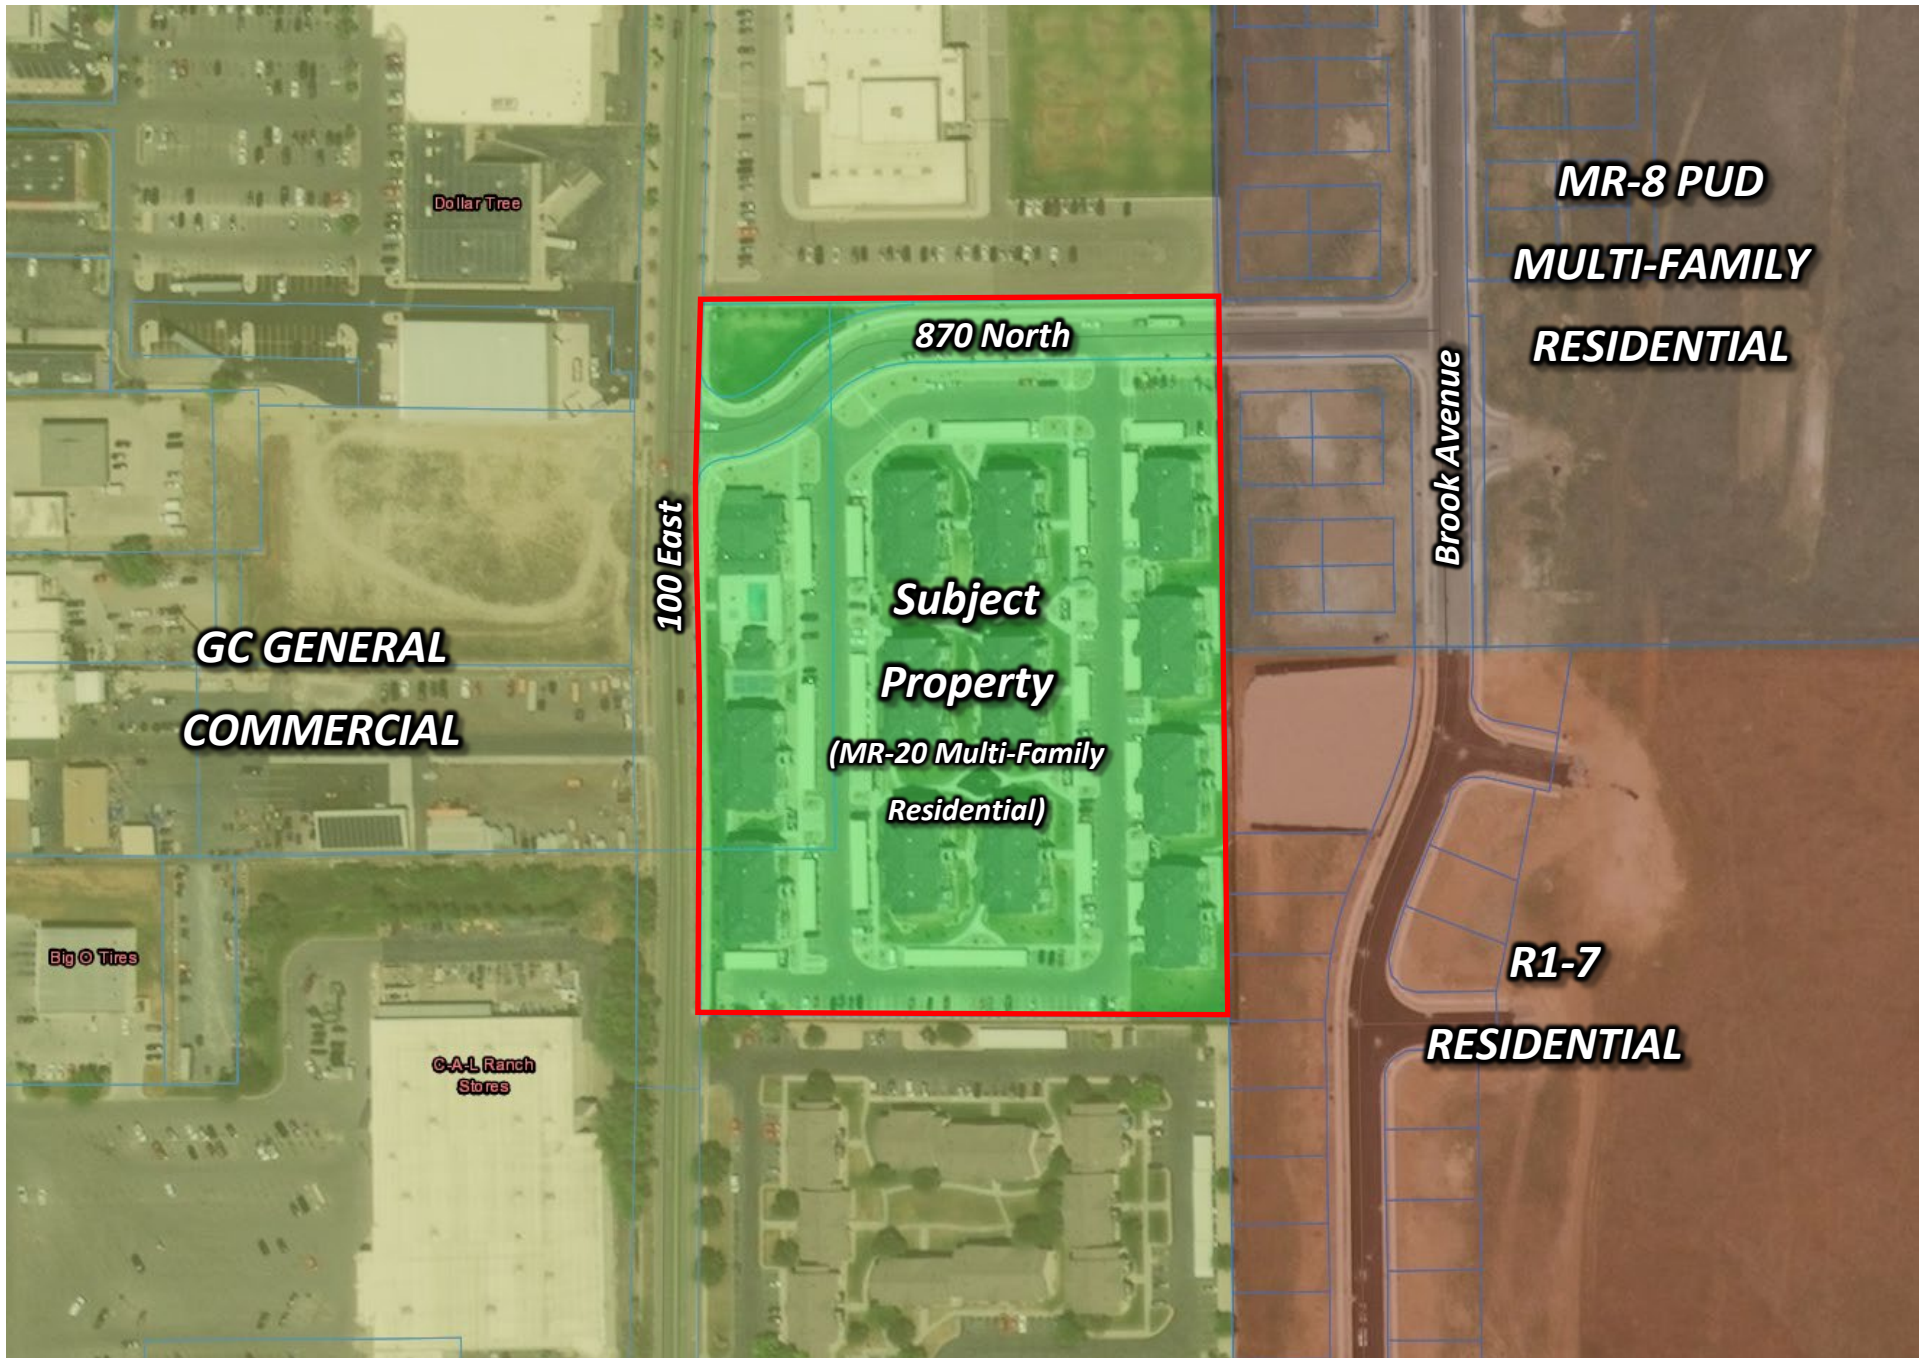 Dollar Tree
MR-8 PUD
MULTI-FAMILY
RESIDENTIAL
870 North
Brook Avenue
100 East
Subject
Property
(MR-20 Multi-Family
Residential)
GC GENERAL
COMMERCIAL
Big O Tires
R1-7
RESIDENTIAL
C-A-L Ranch
Stores